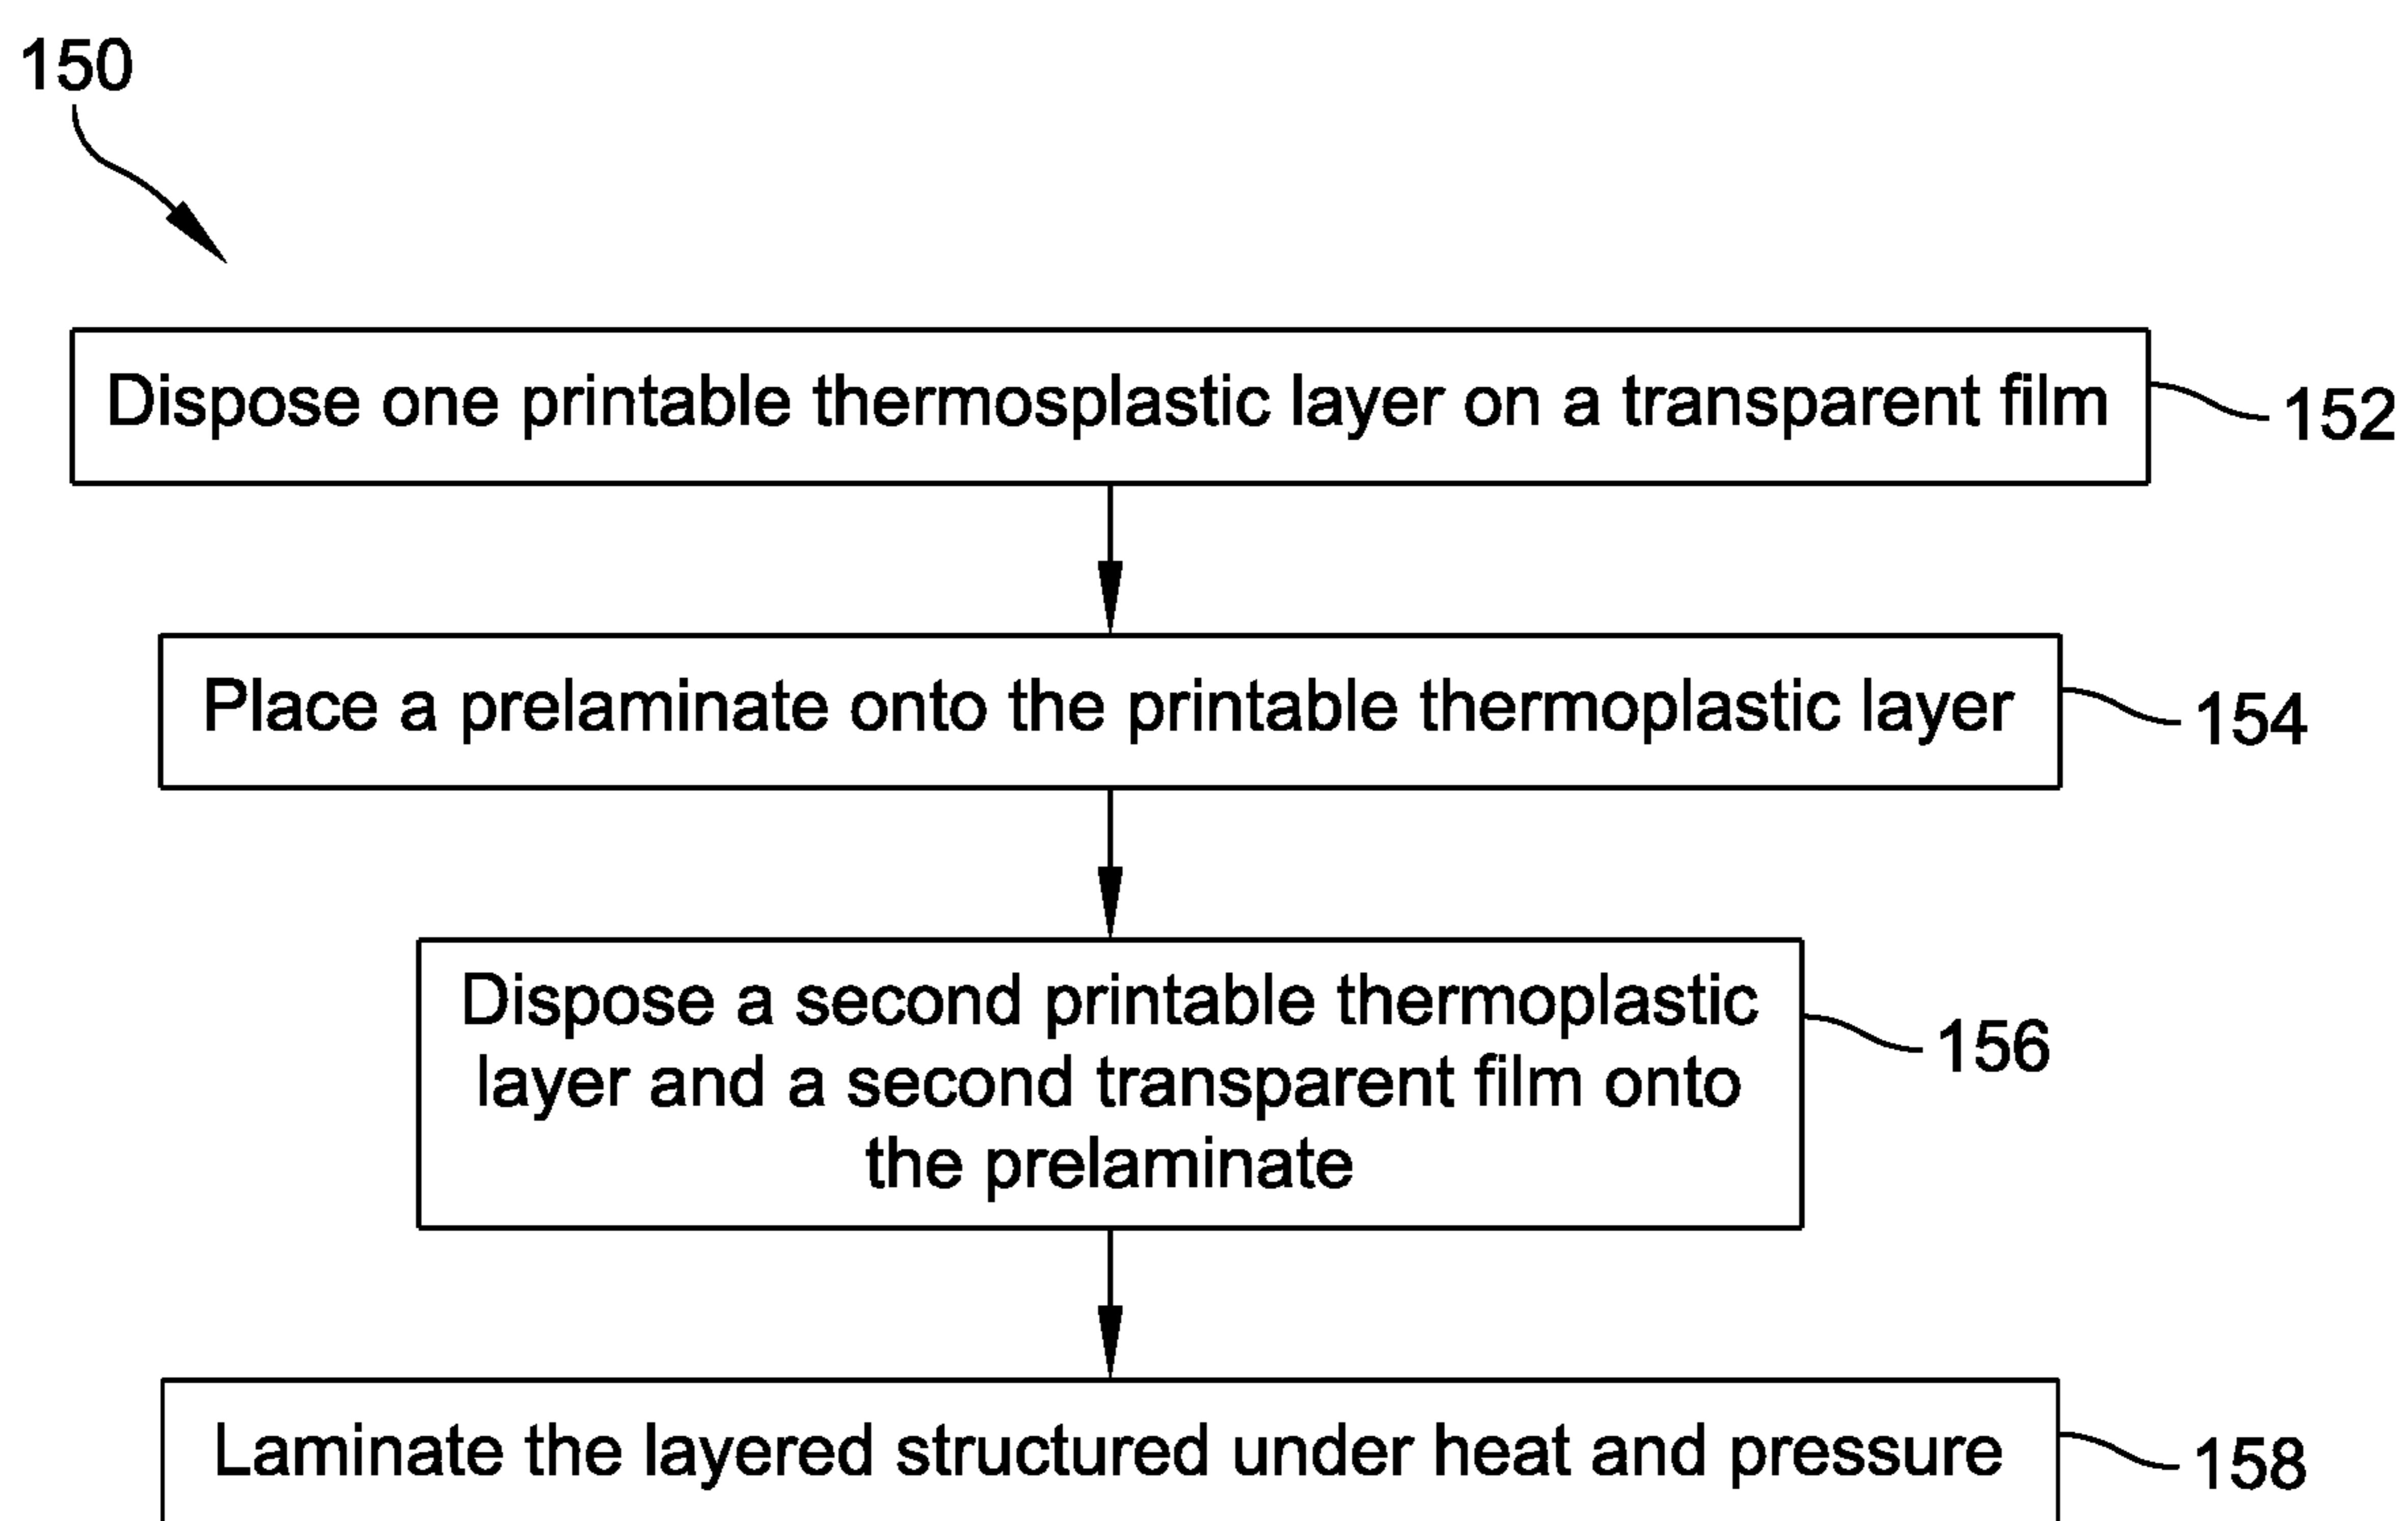 150
Dispose one printable thermosplastic layer on a transparent film
152
Place a prelaminate onto the printable thermoplastic layer
154
Dispose a second printable thermoplastic
layer and a second transparent film onto
the prelaminate
156
Laminate the layered structured under heat and pressure
158